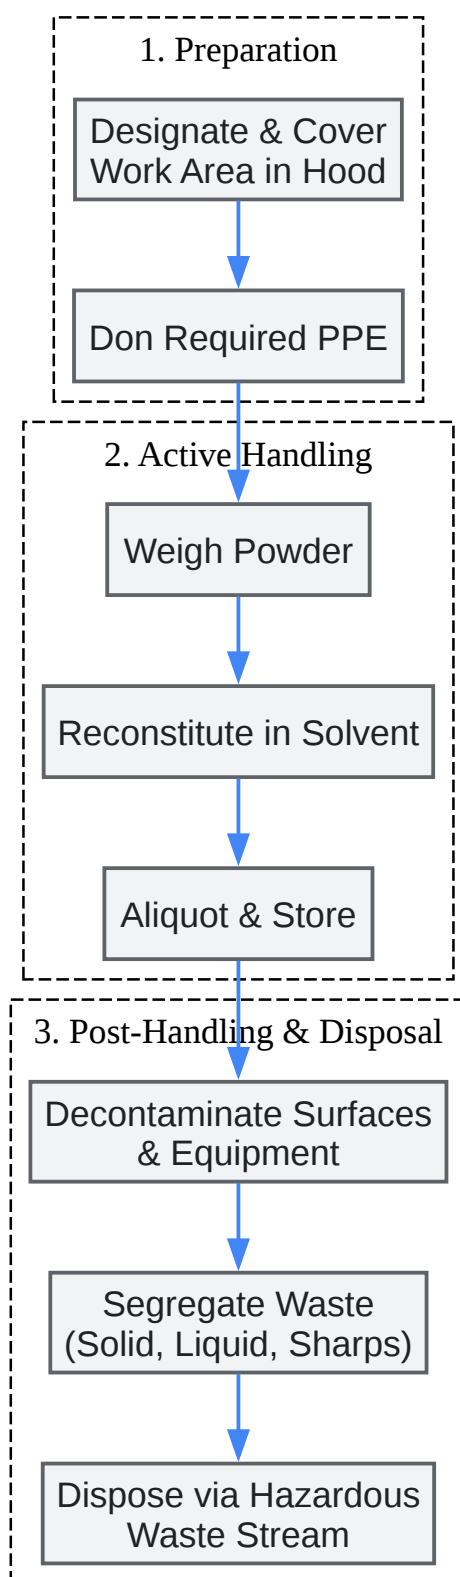 1. Preparation
Designate & Cover
Work Area in Hood
Don Required PPE
2. Active Handling
Weigh Powder
Reconstitute in Solvent
Aliquot & Store
3. Post-Handling & Disposal
Decontaminate Surfaces
& Equipment
Segregate Waste
(Solid, Liquid, Sharps)
Dispose via Hazardous
Waste Stream